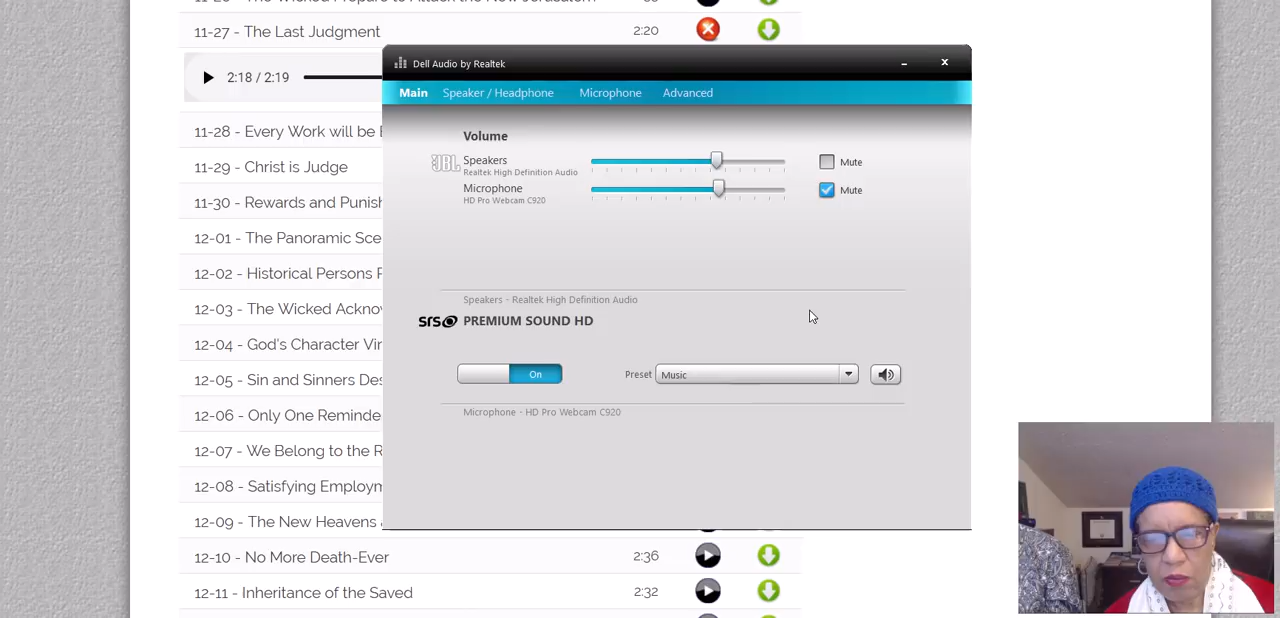 11-27 - The Last Judgment 2:20
2:18 / 2:19
Dell Audio by Realtek
Main Speaker / Headphone Microphone Advanced
Volume
JBL Speakers Mute
Realtek High Definition Audio
Microphone Mute
HD Pro Webcam C920
Speakers - Realtek High Definition Audio
srs PREMIUM SOUND HD
On Preset Music
Microphone - HD Pro Webcam C920
11-28 - Every Work will be
11-29 - Christ is Judge
11-30 - Rewards and Punish
12-01 - The Panoramic Sce
12-02 - Historical Persons
12-03 - The Wicked Acknow
12-04 - God's Character Vin
12-05 - Sin and Sinners Des
12-06 - Only One Reminde
12-07 - We Belong to the R
12-08 - Satisfying Employm
12-09 - The New Heavens
12-10 - No More Death-Ever 2:36
12-11 - Inheritance of the Saved 2:32